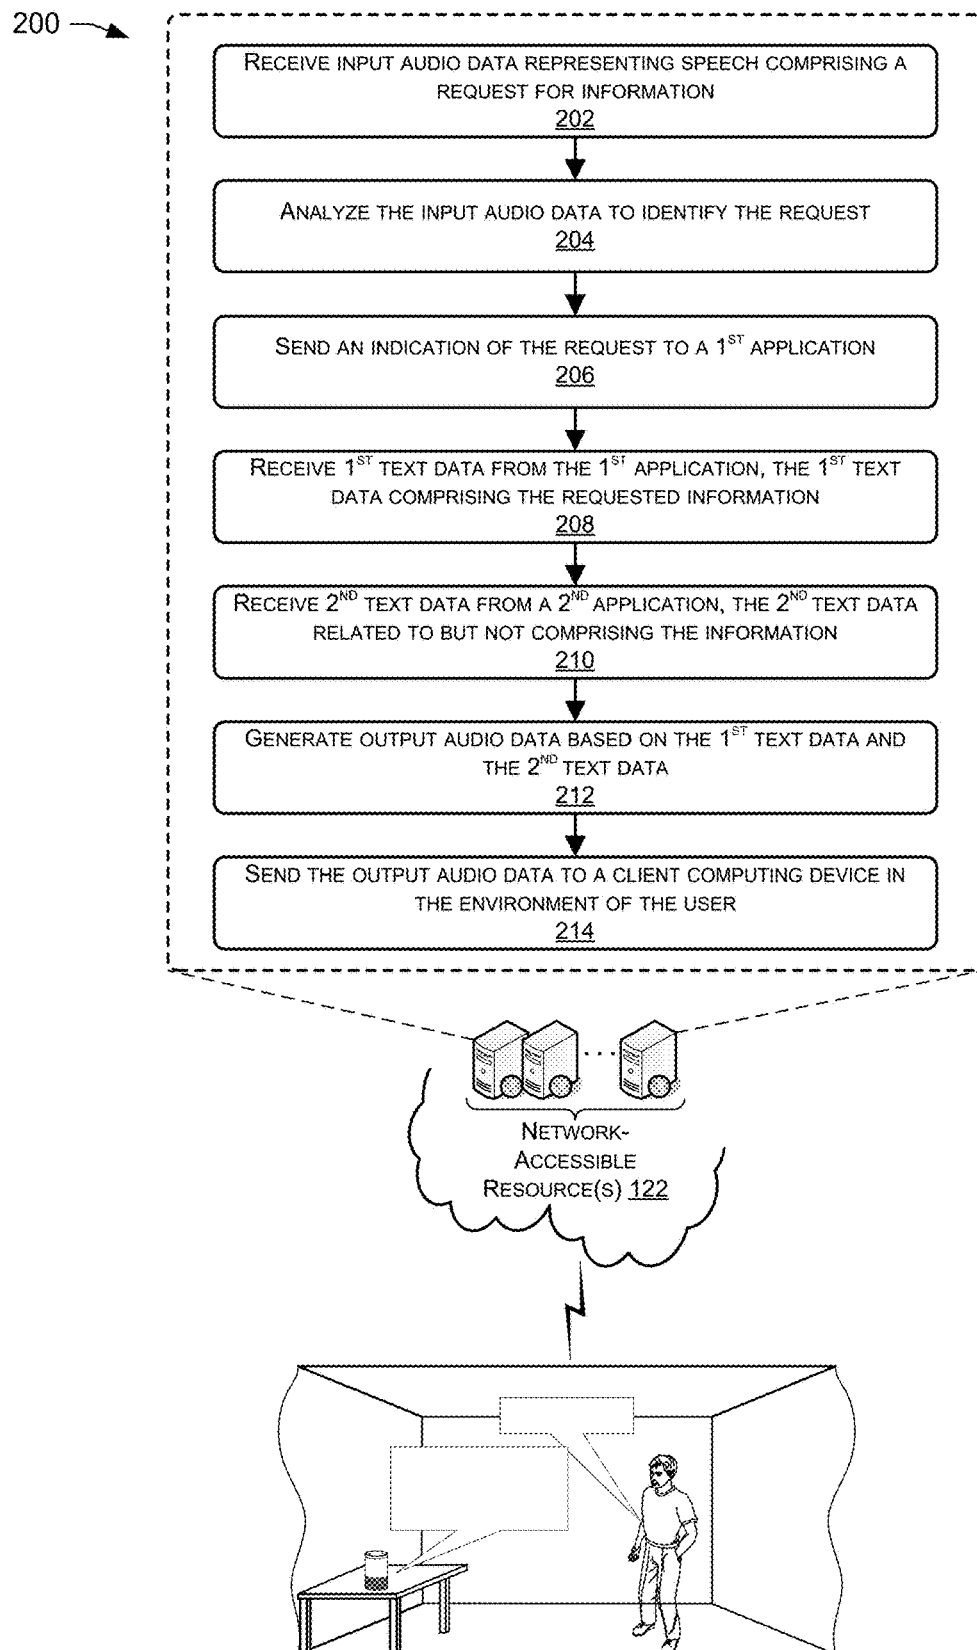 200
RECEIVE INPUT AUDIO DATA REPRESENTING SPEECH COMPRISING A
REQUEST FOR INFORMATION
202
ANALYZE THE INPUT AUDIO DATA TO IDENTIFY THE REQUEST
204
SEND AN INDICATION OF THE REQUEST TO A 1ST APPLICATION
206
RECEIVE 1ST TEXT DATA FROM THE 1ST APPLICATION, THE 1ST TEXT
DATA COMPRISING THE REQUESTED INFORMATION
208
RECEIVE 2ND TEXT DATA FROM A 2ND APPLICATION, THE 2ND TEXT DATA
RELATED TO BUT NOT COMPRISING THE INFORMATION
210
GENERATE OUTPUT AUDIO DATA BASED ON THE 1ST TEXT DATA AND
THE 2ND TEXT DATA
212
SEND THE OUTPUT AUDIO DATA TO A CLIENT COMPUTING DEVICE IN
THE ENVIRONMENT OF THE USER
214
NETWORK-
ACCESSIBLE
RESOURCE(S) 122